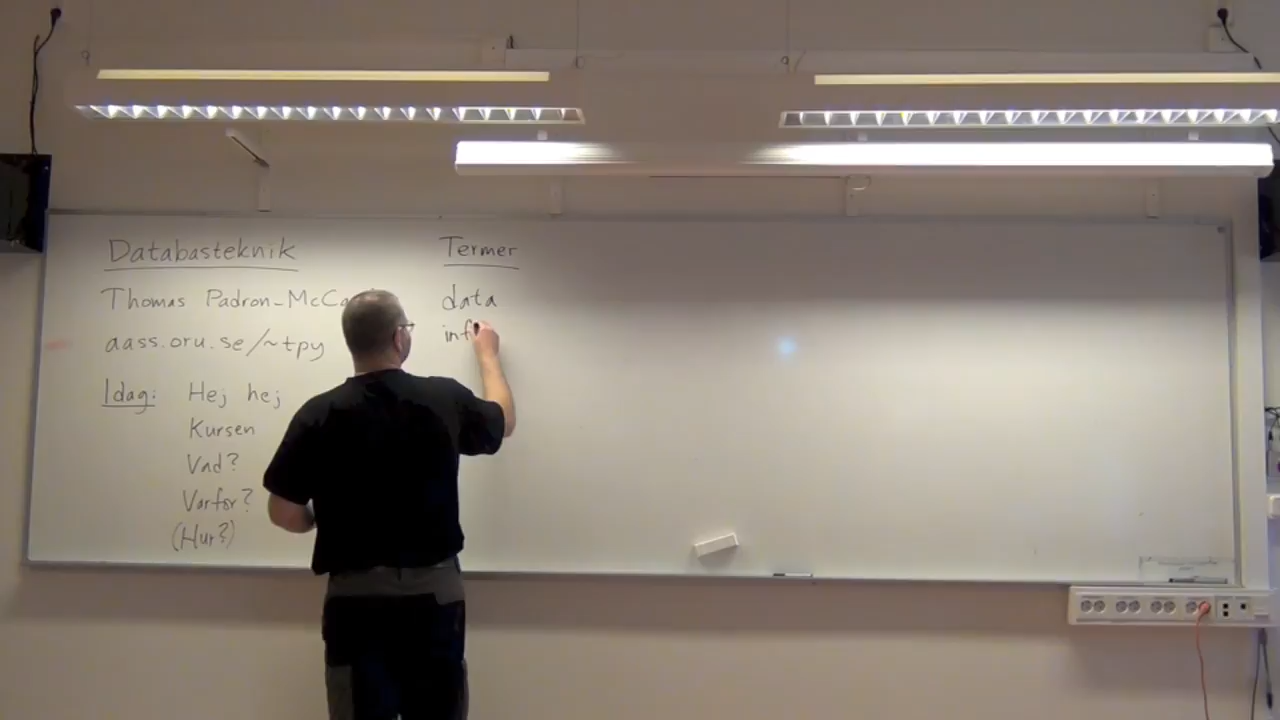 Databasteknik
Thomas Padron-McCa
aass.oru.se/~tpy
Idag: Hej hej
Kursen
Vad?
Varför?
(Hur?)
Termer
data
inf